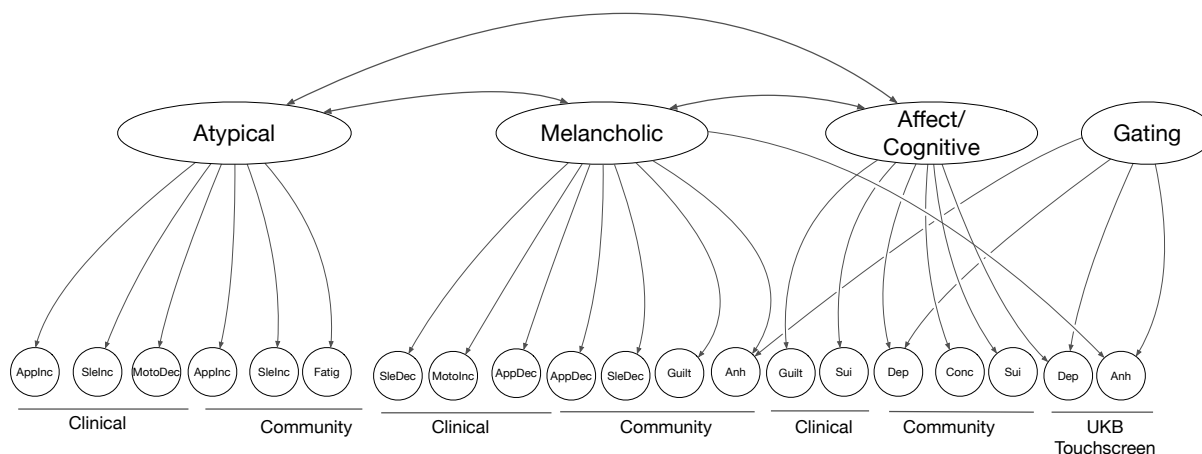 Atypical
Melancholic
Affect/
Cognitive
Gating
AppInc
SleInc
MotoDec
AppInc
SleInc
Fatig
SleDec
MotoInc
AppDec
AppDec
SleDec
Guilt
Anh
Guilt
Sui
Dep
Conc
Sui
Dep
Anh
Clinical
Community
Clinical
Community
Clinical
Community
UKB
Touchscreen